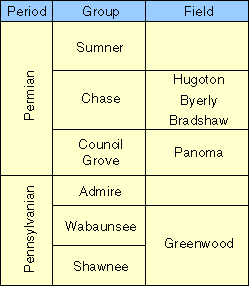 Period Group Field
Permian
Sumner
Chase
Hugoton
Byerly
Bradshaw
Council
Grove
Panoma
Pennsylvanian
Admire
Wabaunsee
Shawnee
Greenwood